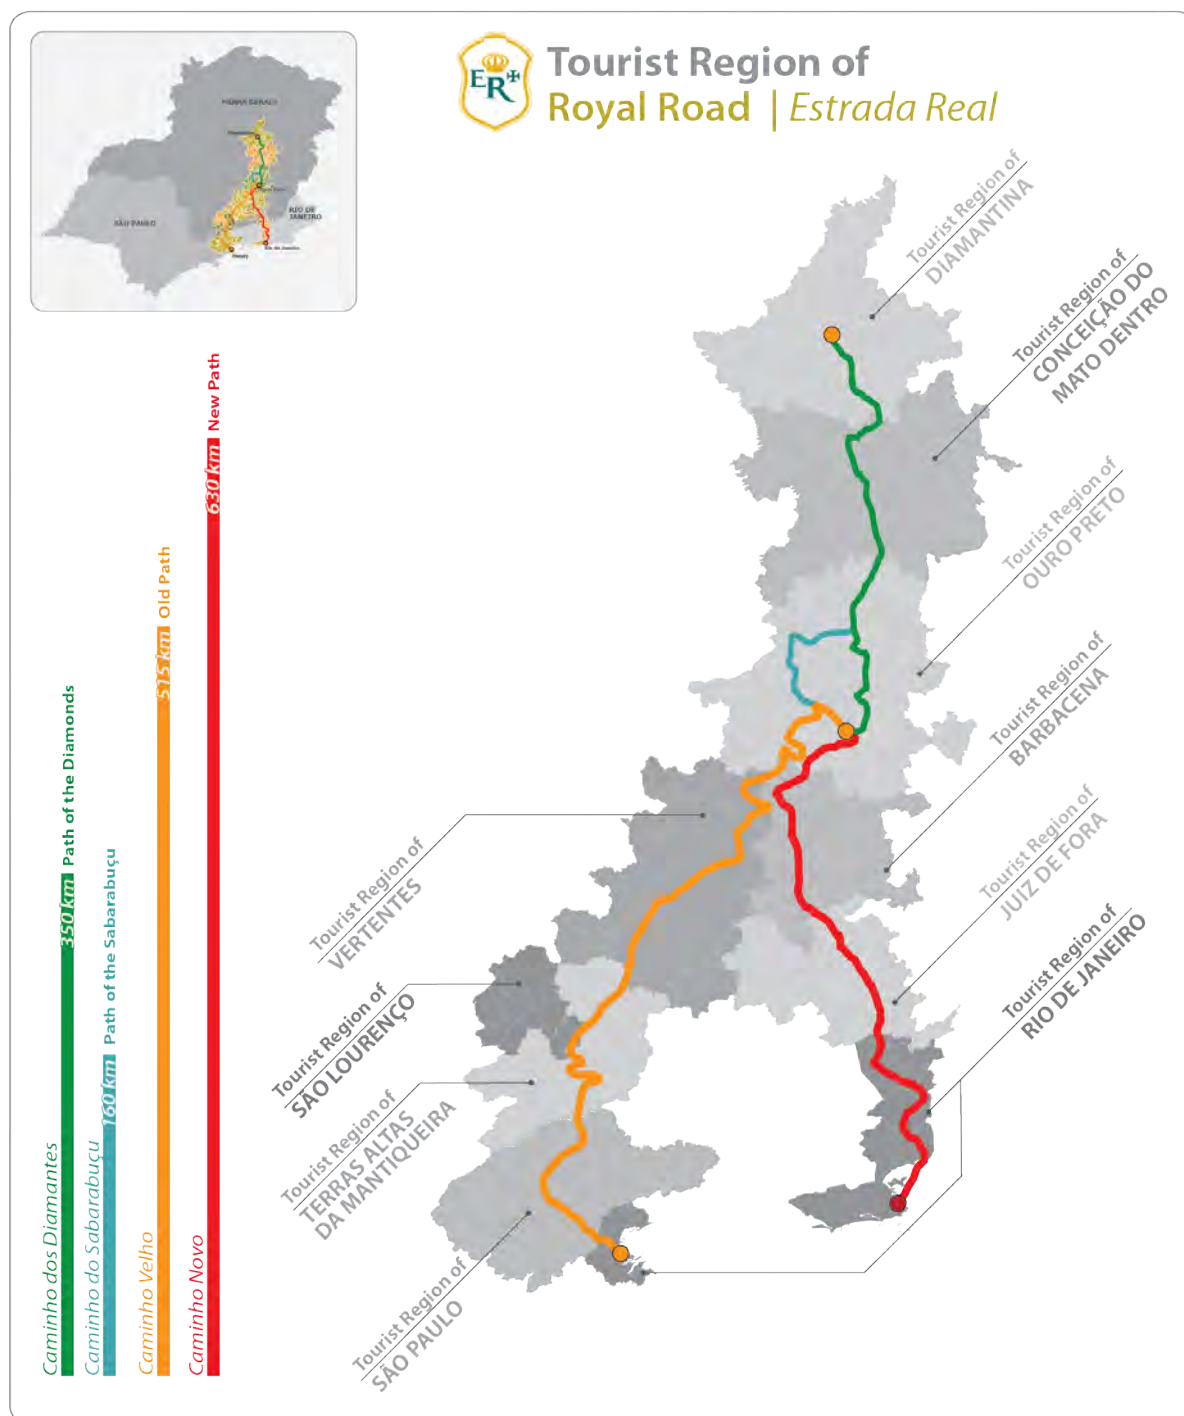 ER
Tourist Region of
Royal Road | Estrada Real
MINAS GERAIS
SÃO PAULO
RIO DE
JANEIRO
Rio de Janeiro
Tourist Region of
DIAMANTINA
Tourist Region of
CONCEIÇÃO DO
MATO DENTRO
Tourist Region of
OURO PRETO
Tourist Region of
BARBACENA
Tourist Region of
JUIZ DE FORA
Tourist Region of
RIO DE JANEIRO
Tourist Region of
VERTENTES
Tourist Region of
SÃO LOURENÇO
Tourist Region of
TERRAS ALTAS
DA MANTIQUEIRA
Tourist Region of
SÃO PAULO
Caminho dos Diamantes
350 km
Path of the Diamonds
Caminho do Sabarabuçu
160 km
Path of the Sabarabuçu
Caminho Velho
515 km
Old Path
Caminho Novo
630 km
New Path